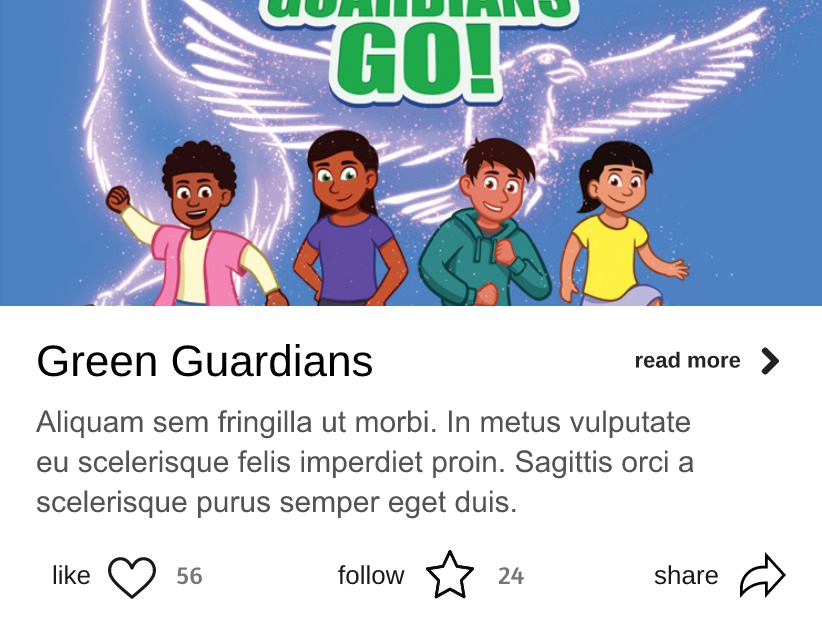 GUARDIANS
GO!
Green Guardians
read more
Aliquam sem fringilla ut morbi. In metus vulputate
eu scelerisque felis imperdiet proin. Sagittis orci a
scelerisque purus semper eget duis.
like 56 follow 24 share